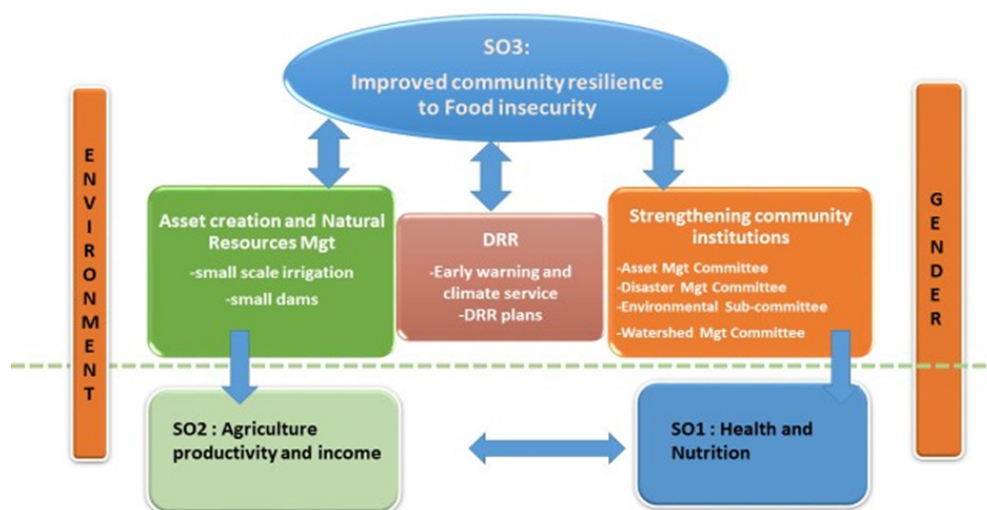 SO3:
Improved community resilience
to Food insecurity
ENVIRONMENT
Asset creation and Natural
Resources Mgt
-small scale irrigation
-small dams
DRR
-Early warning and
climate service
-DRR plans
Strengthening community
institutions
-Asset Mgt Committee
-Disaster Mgt Committee
-Environmental Sub-committee
-Watershed Mgt Committee
GENDER
SO2 : Agriculture
productivity and income
SO1 : Health and
Nutrition